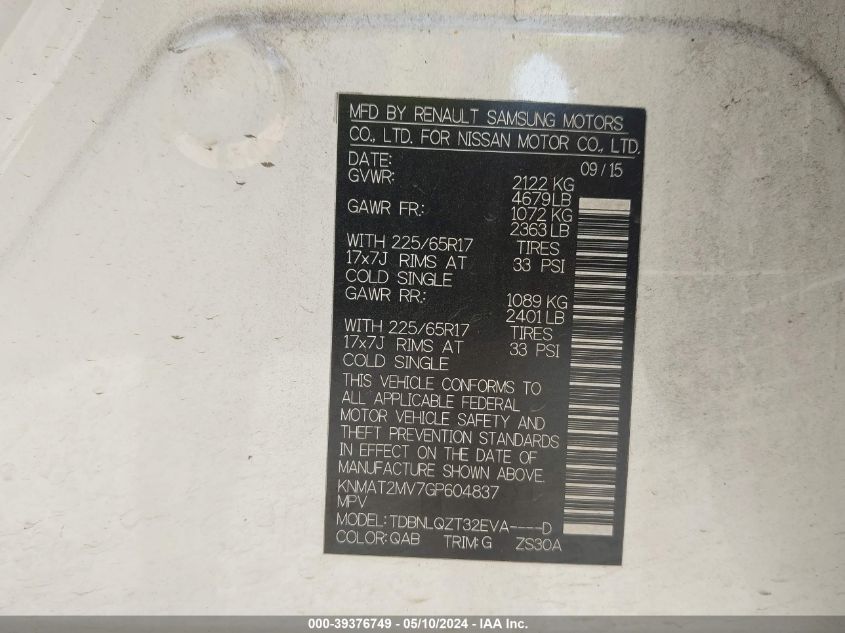 MFD BY RENAULT SAMSUNG MOTORS
CO., LTD. FOR NISSAN MOTOR CO., LTD.
DATE: 09/15
GVWR: 2122 KG
4679 LB
GAWR FR.: 1072 KG
2363 LB
WITH 225/65R17 TIRES
17x7J RIMS AT 33 PSI
COLD SINGLE
GAWR RR.: 1089 KG
2401 LB
WITH 225/65R17 TIRES
17x7J RIMS AT 33 PSI
COLD SINGLE
THIS VEHICLE CONFORMS TO
ALL APPLICABLE FEDERAL
MOTOR VEHICLE SAFETY AND
THEFT PREVENTION STANDARDS
IN EFFECT ON THE DATE OF
MANUFACTURE SHOWN ABOVE.
KNMAT2MV7GP604837
MPV
MODEL: TDBNLQZT32EVA----D
COLOR: QAB TRIM: G ZS30A
000-39376749 - 05/10/2024 - IAA Inc.